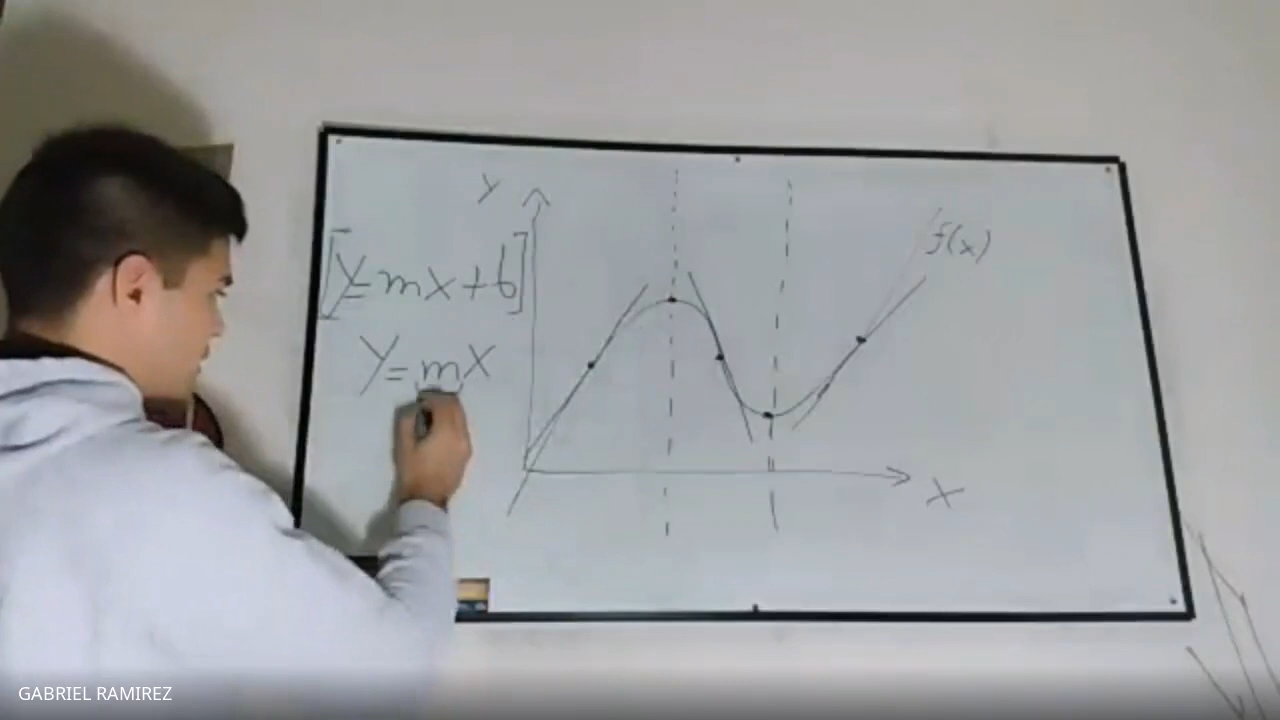 y
[y=mx+b]
f(x)
y=mx
x
GABRIEL RAMIREZ